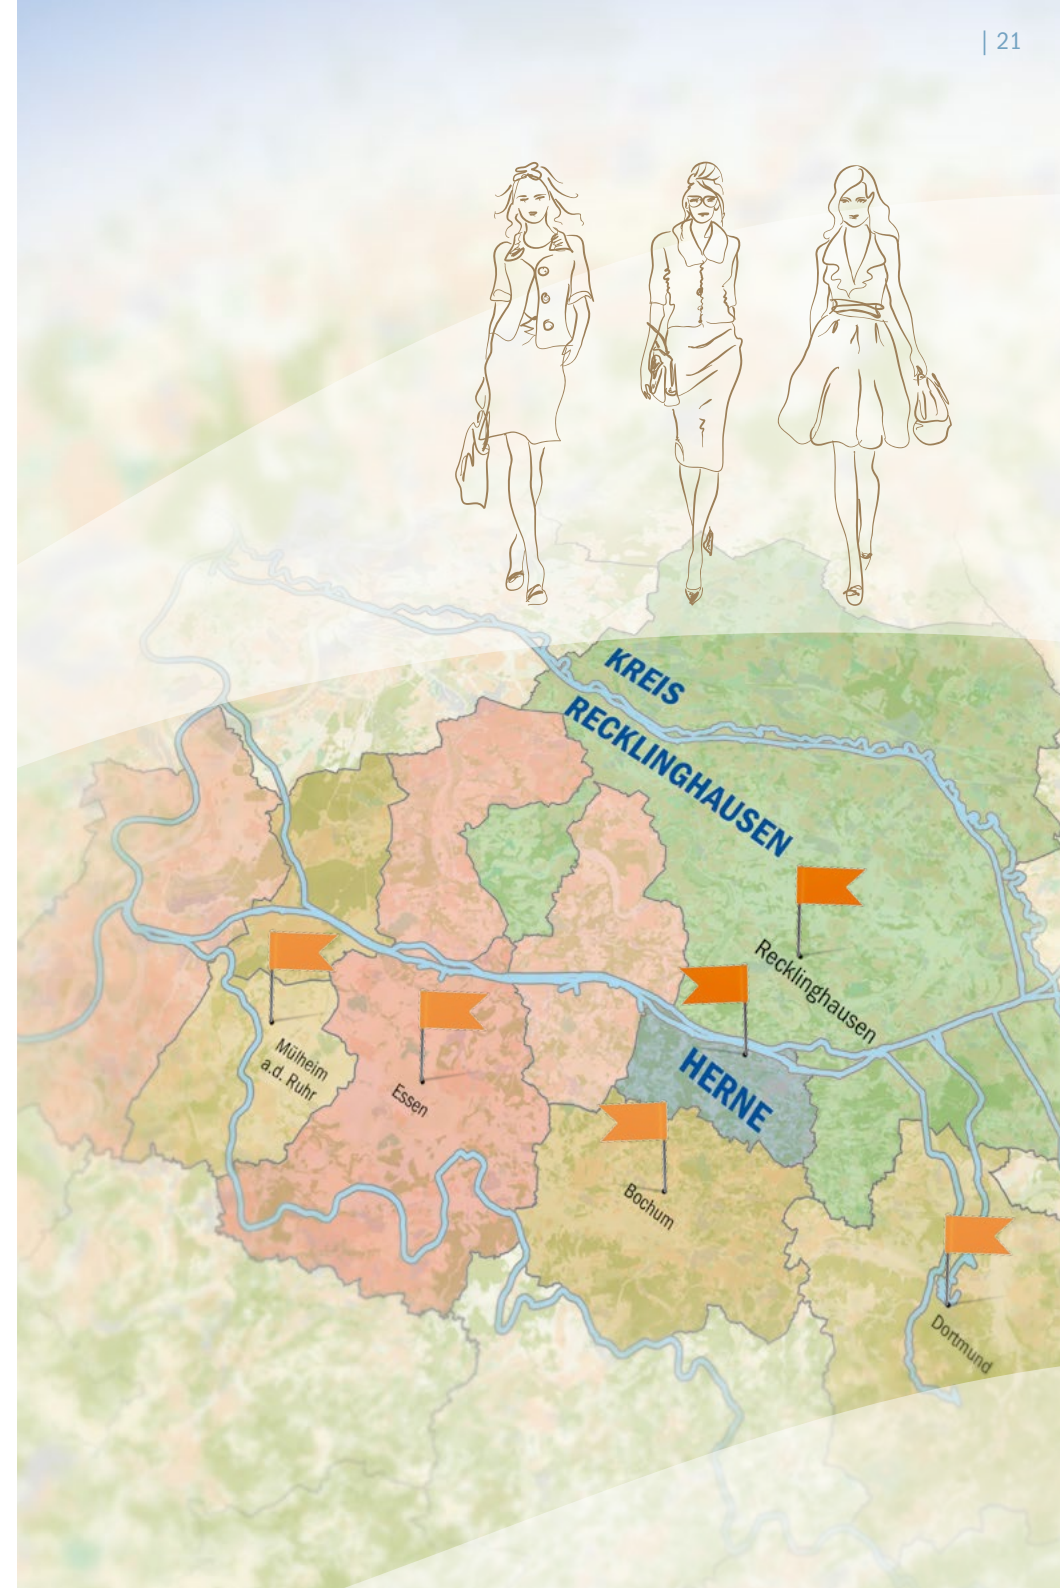 | 21
KREIS
RECKLINGHAUSEN
Recklinghausen
HERNE
Mülheim
a.d. Ruhr
Essen
Bochum
Dortmund